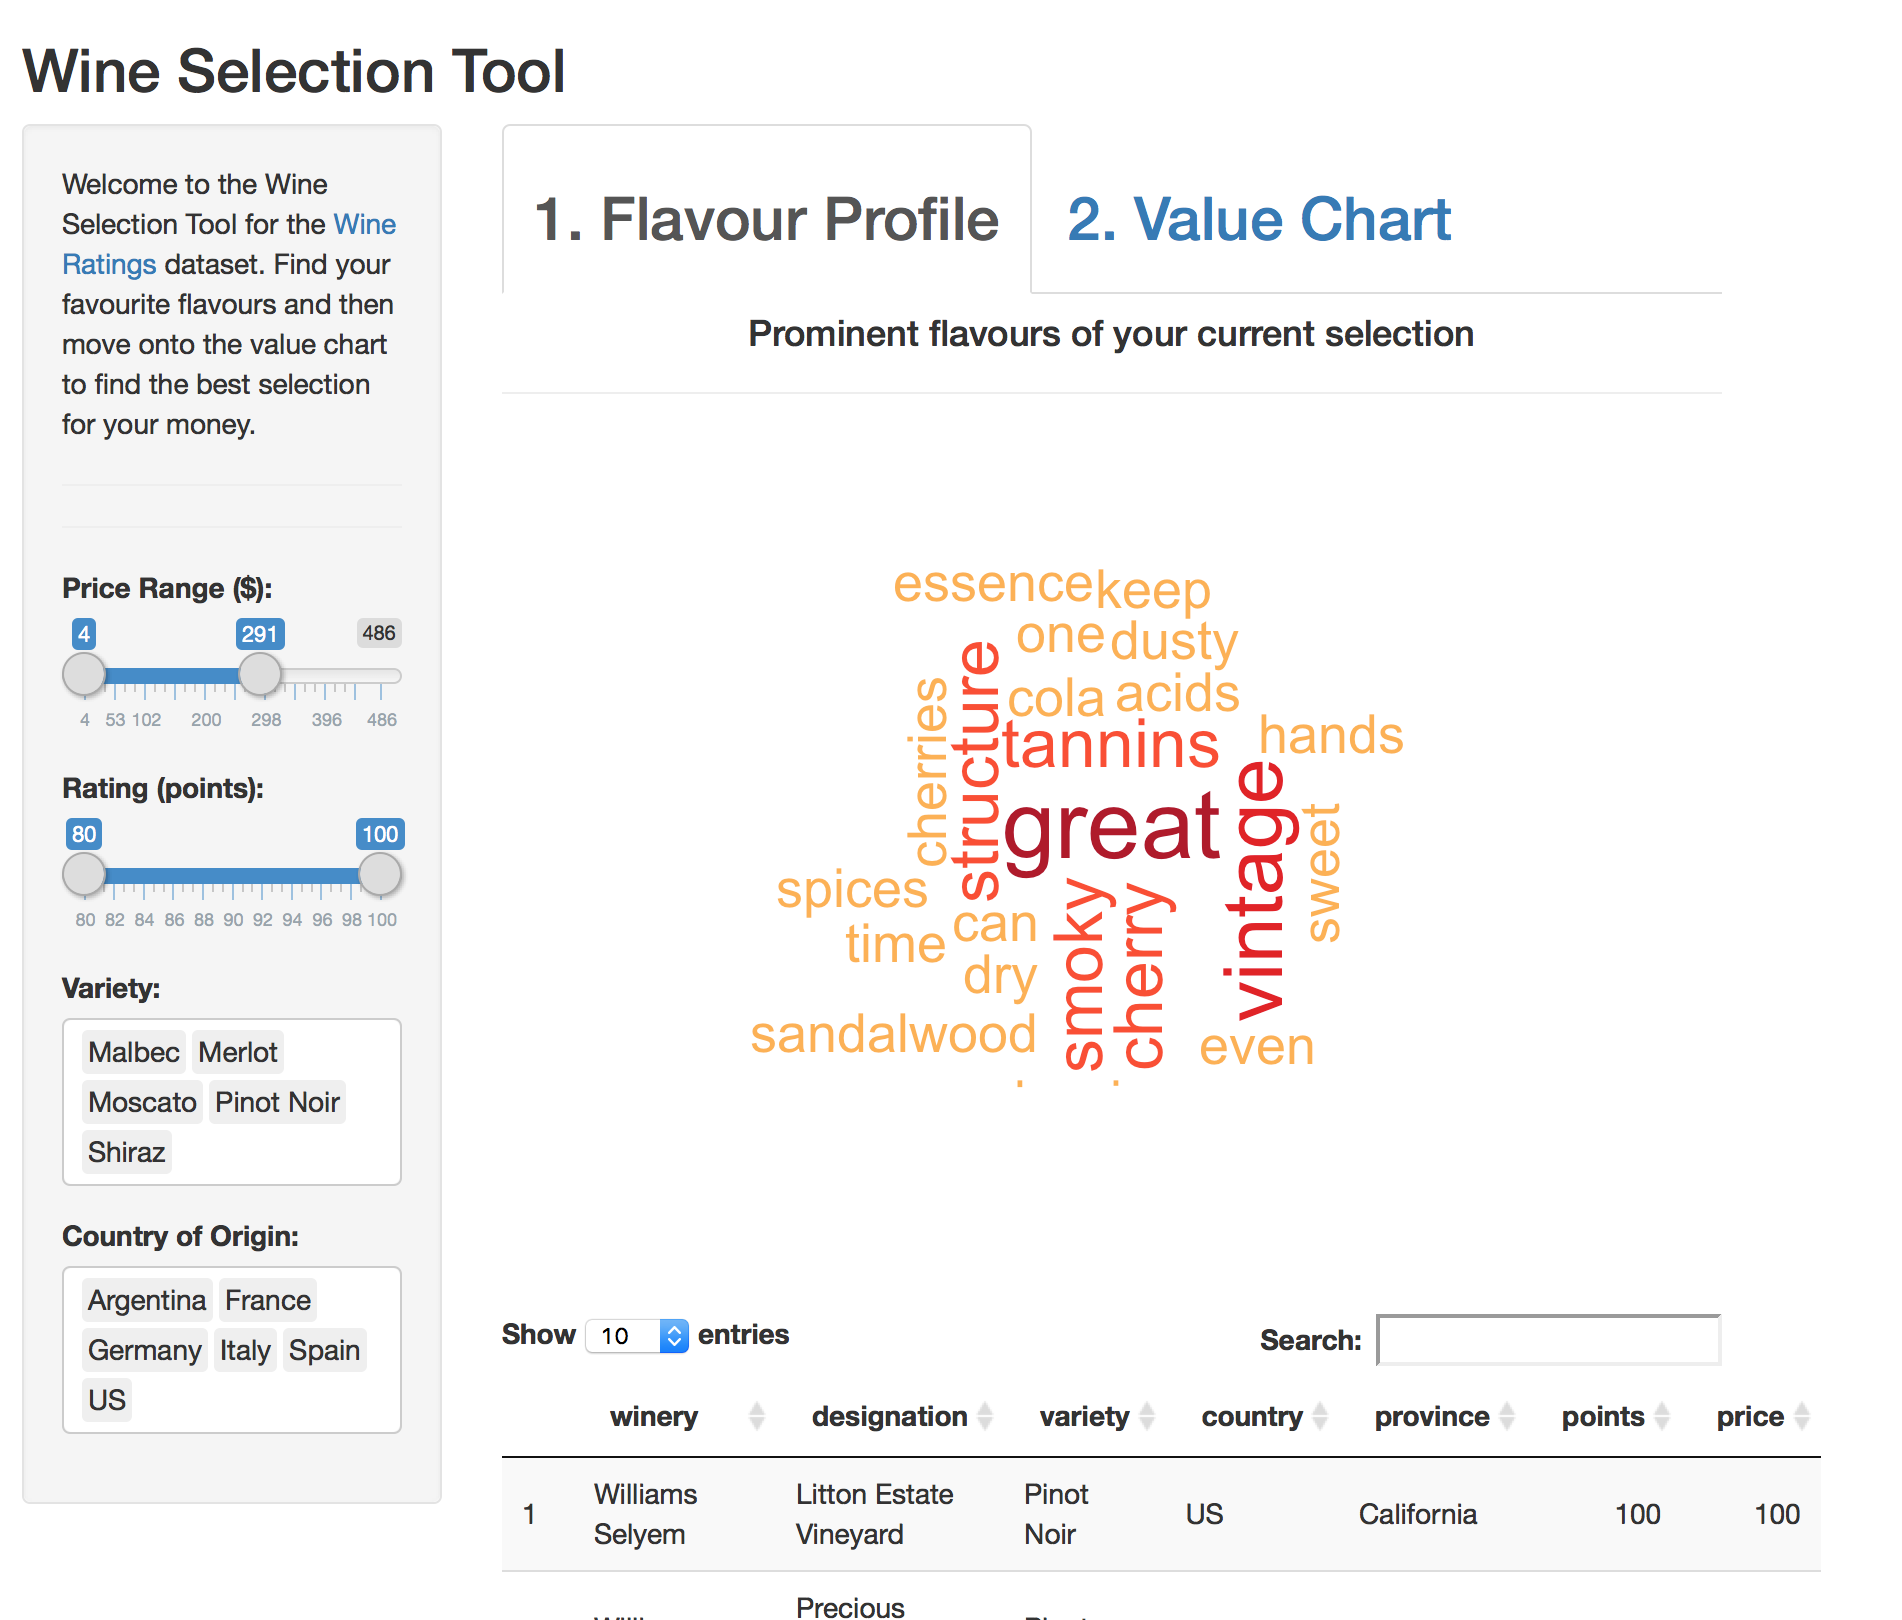 Wine Selection Tool
Welcome to the Wine
Selection Tool for the Wine
Ratings dataset. Find your
favourite flavours and then
move onto the value chart
to find the best selection
for your money.
Price Range ($):
4 291 486
4 53 102 200 298 396 486
Rating (points):
80 100
80 82 84 86 88 90 92 94 96 98 100
Variety:
Malbec Merlot
Moscato Pinot Noir
Shiraz
Country of Origin:
Argentina France
Germany Italy Spain
US
1. Flavour Profile 2. Value Chart
Prominent flavours of your current selection
essence keep
one dusty
structure
cola acids
cherries
tannins
hands
great
vintage
sweet
spices
can
time
smoky
cherry
dry
sandalwood
even
Show 10 entries
Search:
winery designation variety country province points price
1 Williams Selyem Litton Estate Vineyard Pinot Noir US California 100 100
Precious